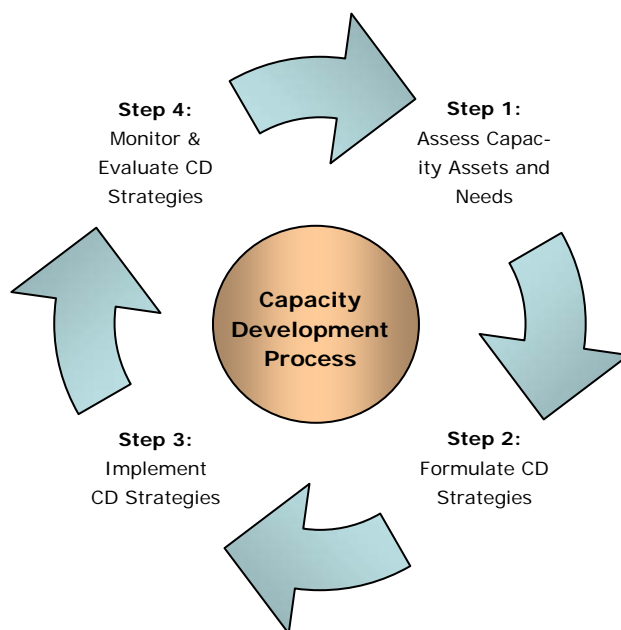 Step 4:
Monitor &
Evaluate CD
Strategies
Step 1:
Assess Capac-
ity Assets and
Needs
Capacity
Development
Process
Step 3:
Implement
CD Strategies
Step 2:
Formulate CD
Strategies